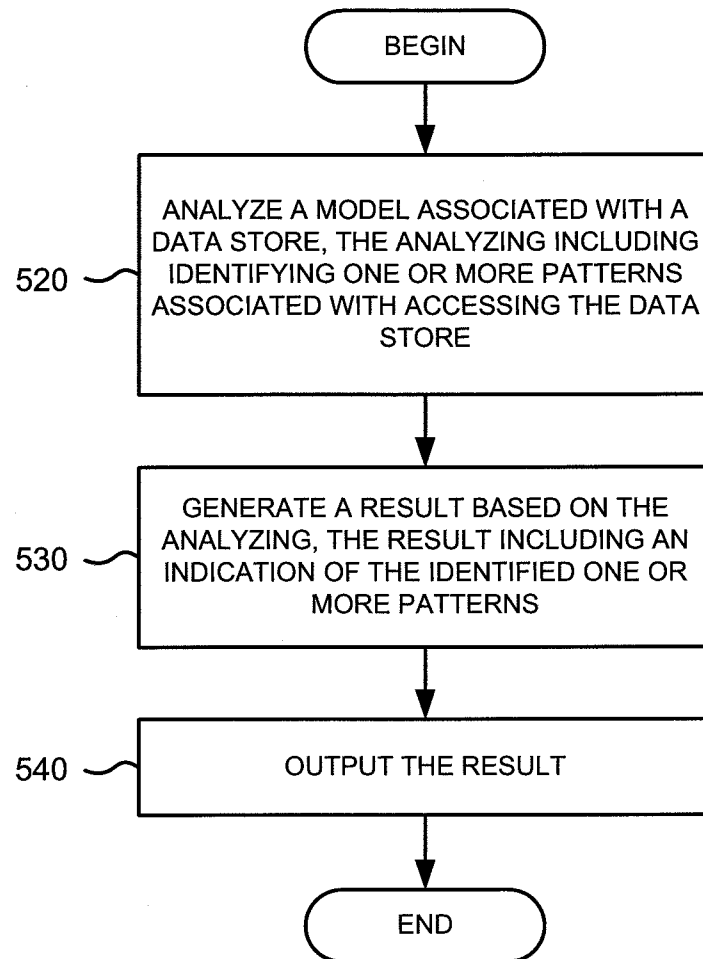 BEGIN
520
ANALYZE A MODEL ASSOCIATED WITH A
DATA STORE, THE ANALYZING INCLUDING
IDENTIFYING ONE OR MORE PATTERNS
ASSOCIATED WITH ACCESSING THE DATA
STORE
530
GENERATE A RESULT BASED ON THE
ANALYZING, THE RESULT INCLUDING AN
INDICATION OF THE IDENTIFIED ONE OR
MORE PATTERNS
540
OUTPUT THE RESULT
END